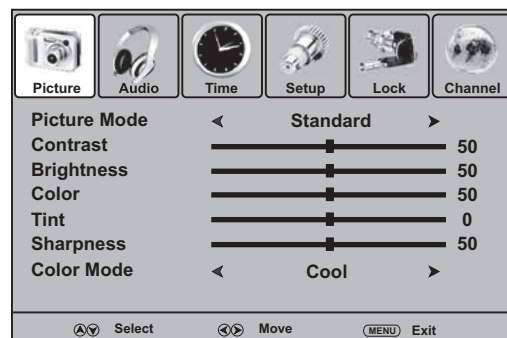 Picture Audio Time Setup Lock Channel
Picture Mode Standard
Contrast 50
Brightness 50
Color 50
Tint 0
Sharpness 50
Color Mode Cool
Select Move MENU Exit